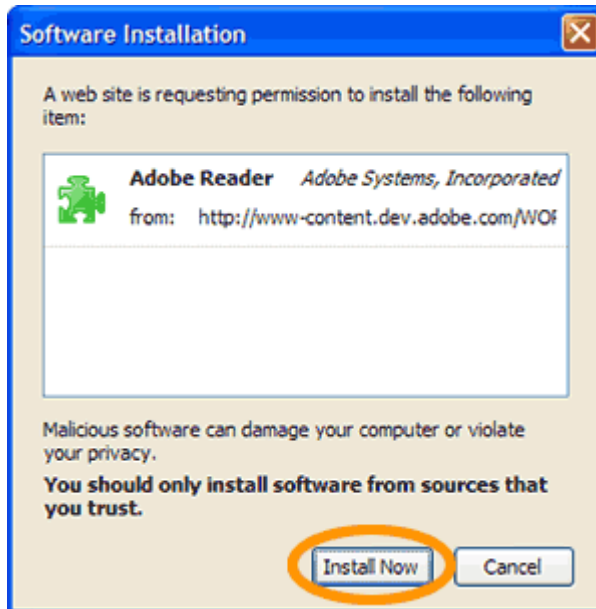 Software Installation
A web site is requesting permission to install the following
item:
Adobe Reader Adobe Systems, Incorporated
from: http://www-content.dev.adobe.com/WOF
Malicious software can damage your computer or violate
your privacy.
You should only install software from sources that
you trust.
Install Now Cancel